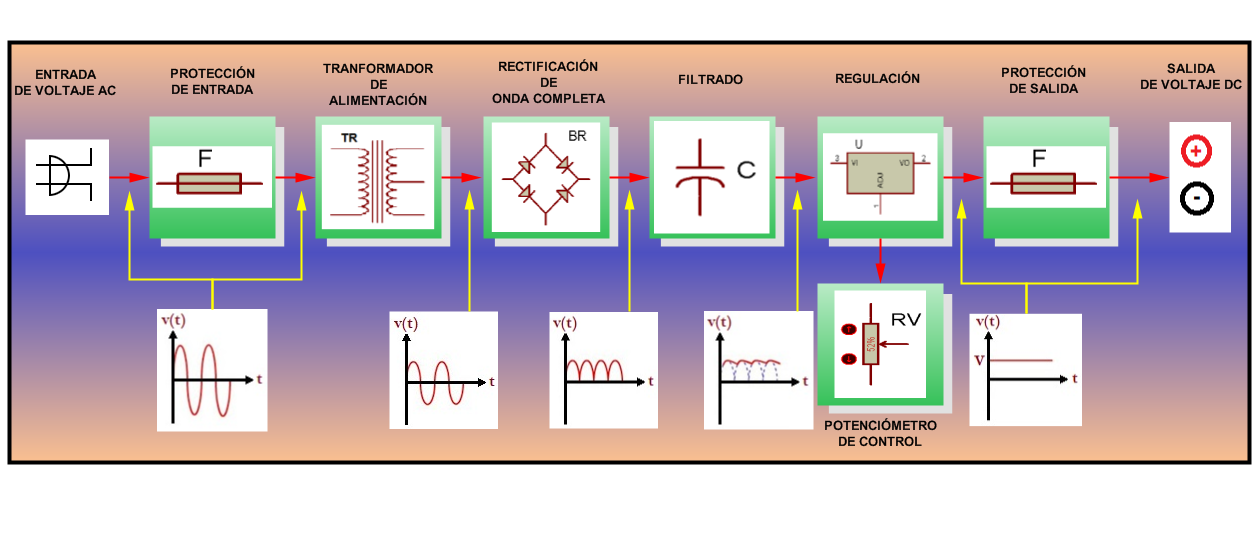 ENTRADA
DE VOLTAJE AC
PROTECCIÓN
DE ENTRADA
TRANFORMADOR
DE
ALIMENTACIÓN
RECTIFICACIÓN
DE
ONDA COMPLETA
FILTRADO
REGULACIÓN
PROTECCIÓN
DE SALIDA
SALIDA
DE VOLTAJE DC
F
TR
BR
C
U
3
VI
VO
2
ADJ
1
F
+
-
v(t)
t
v(t)
t
v(t)
t
v(t)
t
RV
52%
POTENCIÓMETRO
DE CONTROL
v(t)
V
t